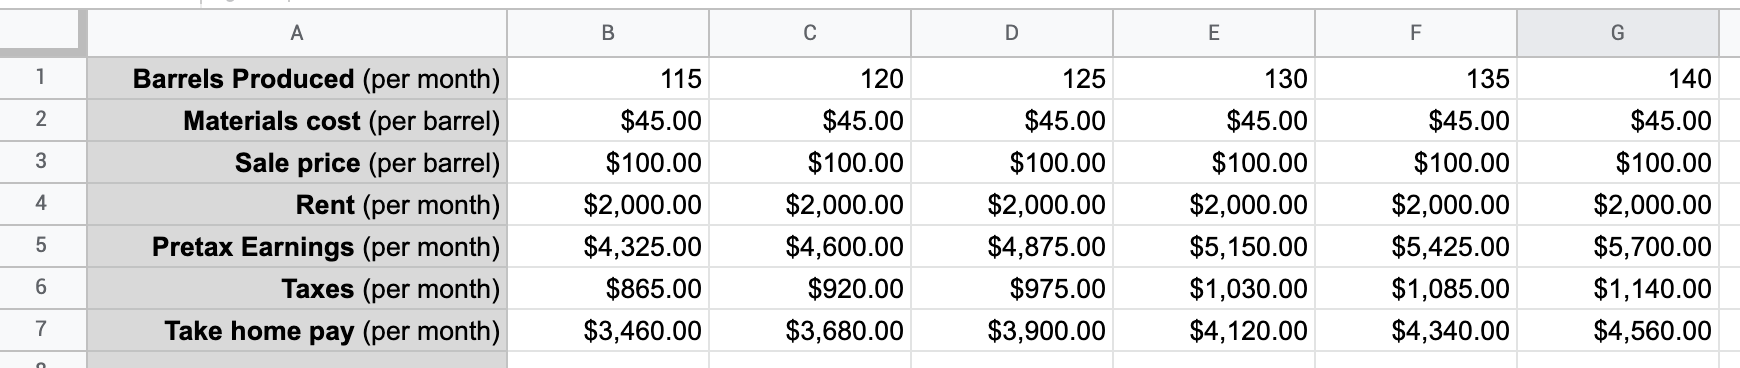 A B C D E F G
1 Barrels Produced (per month) 115 120 125 130 135 140
2 Materials cost (per barrel) $45.00 $45.00 $45.00 $45.00 $45.00 $45.00
3 Sale price (per barrel) $100.00 $100.00 $100.00 $100.00 $100.00 $100.00
4 Rent (per month) $2,000.00 $2,000.00 $2,000.00 $2,000.00 $2,000.00 $2,000.00
5 Pretax Earnings (per month) $4,325.00 $4,600.00 $4,875.00 $5,150.00 $5,425.00 $5,700.00
6 Taxes (per month) $865.00 $920.00 $975.00 $1,030.00 $1,085.00 $1,140.00
7 Take home pay (per month) $3,460.00 $3,680.00 $3,900.00 $4,120.00 $4,340.00 $4,560.00